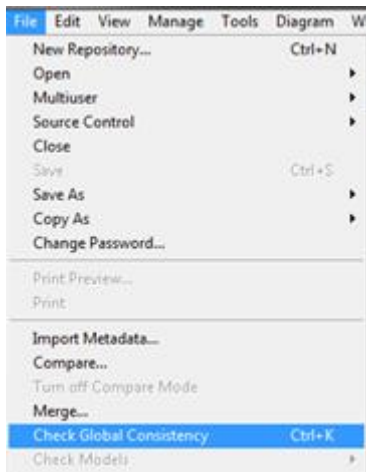 File Edit View Manage Tools Diagram W
New Repository... Ctrl+N
Open
Multiuser
Source Control
Close
Save Ctrl+S
Save As
Copy As
Change Password...
Print Preview...
Print
Import Metadata...
Compare...
Turn off Compare Mode
Merge...
Check Global Consistency Ctrl+K
Check Models